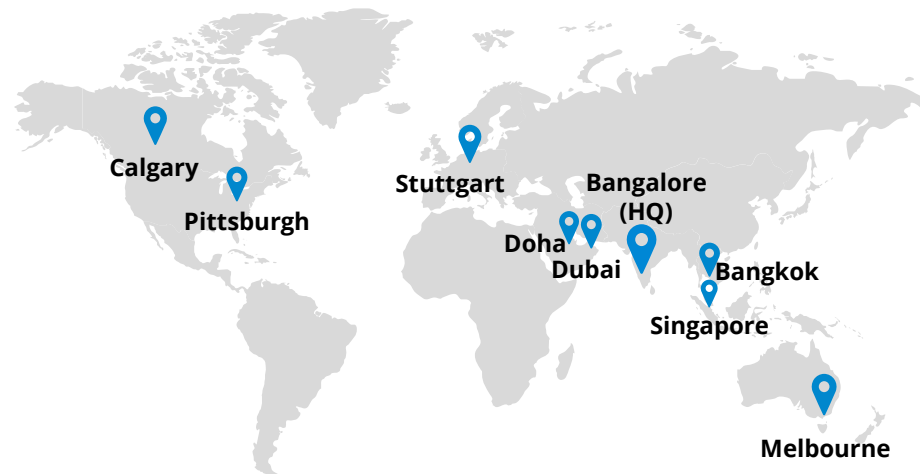 Calgary
Pittsburgh
Stuttgart
Bangalore
(HQ)
Doha
Dubai
Bangkok
Singapore
Melbourne